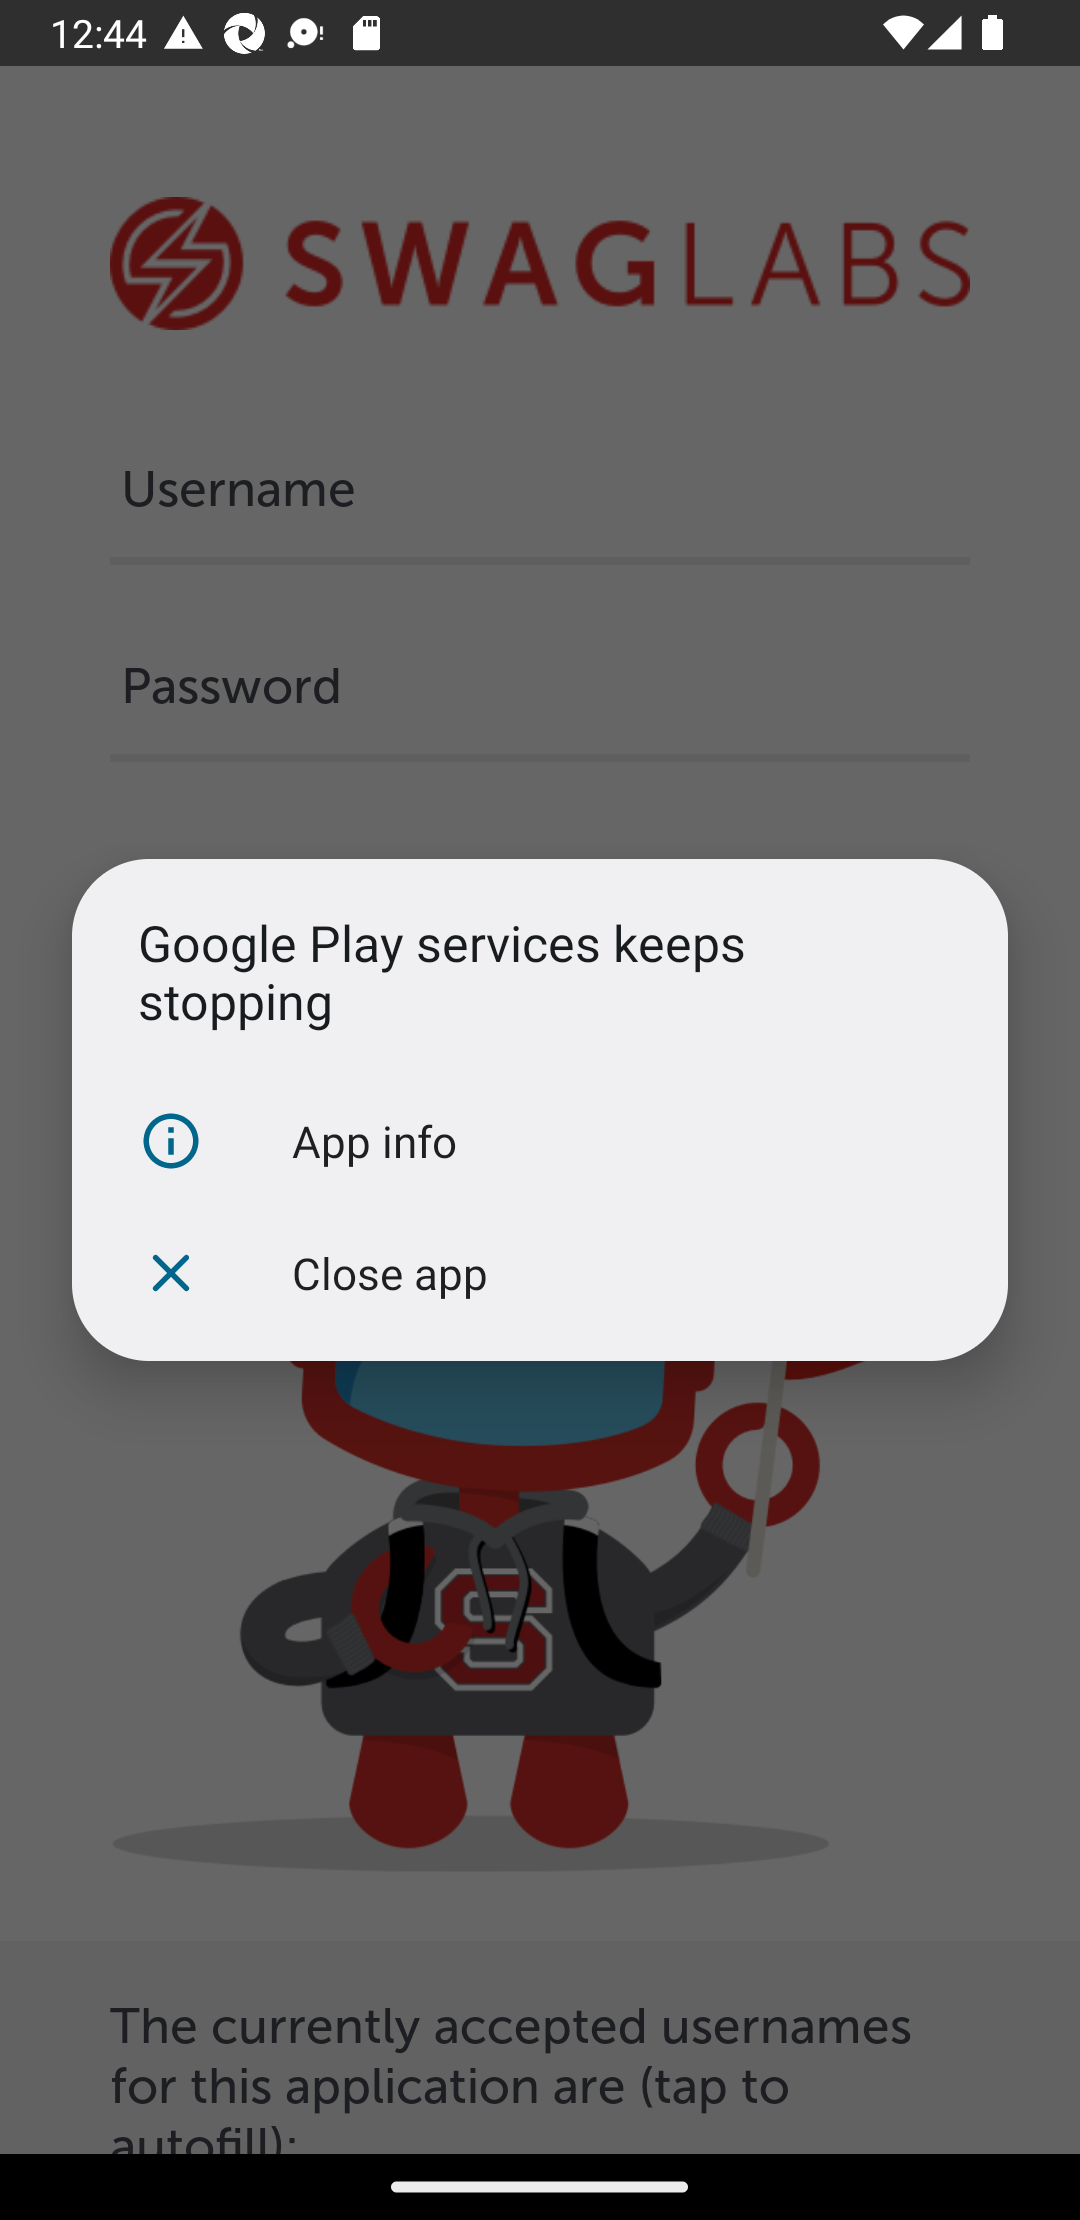 12:44
SWAGLABS
Username
Password
Google Play services keeps
stopping
App info
Close app
S
The currently accepted usernames
for this application are (tap to
autofill):